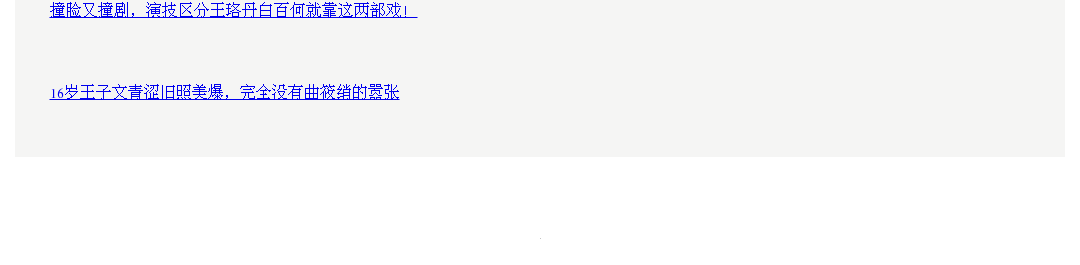 撞脸又撞剧，演技区分王珞丹白百何就靠这两部戏！
16岁王子文青涩旧照美爆，完全没有曲筱绡的嚣张